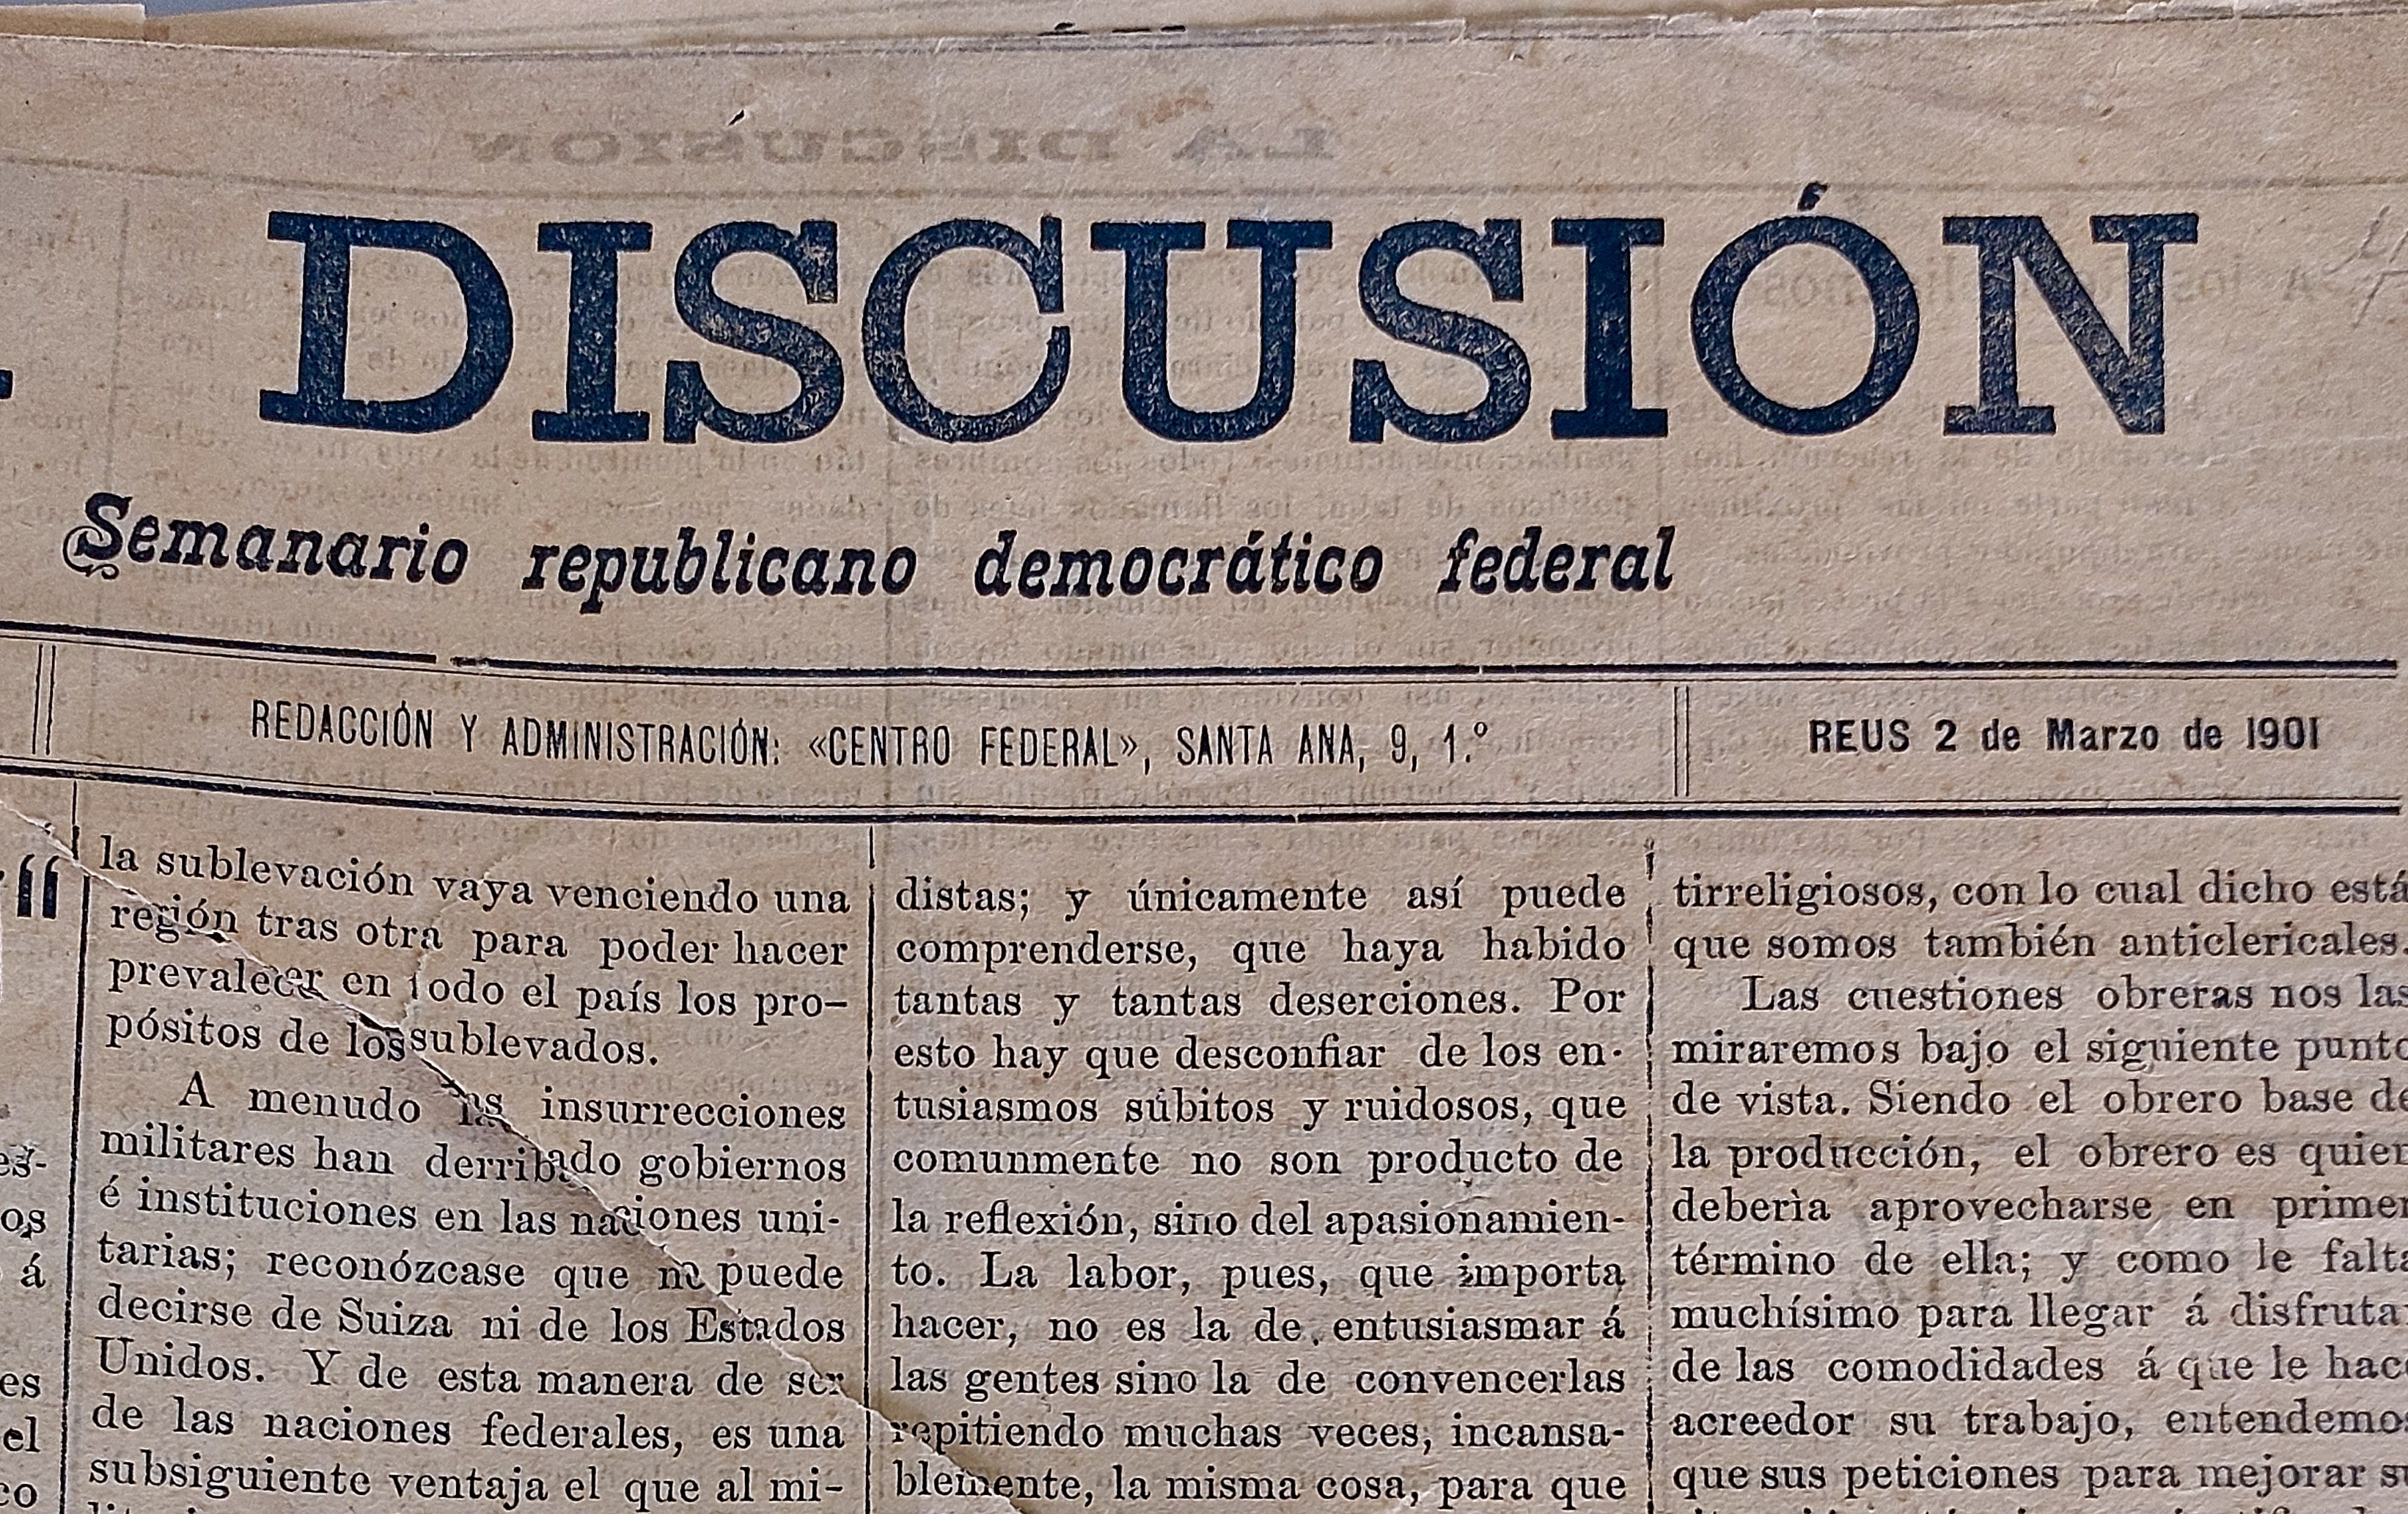 DISCUSIÓN
Semanario republicano democrático federal
REDACCIÓN Y ADMINISTRACIÓN: «CENTRO FEDERAL», SANTA ANA, 9, 1.º
REUS 2 de Marzo de 1901
es-
os
á
es
el
co
la sublevación vaya venciendo una
región tras otra para poder hacer
prevalecer en todo el país los pro-
pósitos de los sublevados.
A menudo las insurrecciones
militares han derribado gobiernos
é instituciones en las naciones uni-
tarias; reconózcase que no puede
decirse de Suiza ni de los Estados
Unidos. Y de esta manera de ser
de las naciones federales, es una
subsiguiente ventaja el que al mi-
distas; y únicamente así puede
comprenderse, que haya habido
tantas y tantas deserciones. Por
esto hay que desconfiar de los en-
tusiasmos súbitos y ruidosos, que
comunmente no son producto de
la reflexión, sino del apasionamien-
to. La labor, pues, que importa
hacer, no es la de entusiasmar á
las gentes sino la de convencerlas
repitiendo muchas veces, incansa-
blemente, la misma cosa, para que
tirreligiosos, con lo cual dicho está
que somos también anticlericales.
Las cuestiones obreras nos las
miraremos bajo el siguiente punto
de vista. Siendo el obrero base de
la producción, el obrero es quien
deberìa aprovecharse en primer
término de ella; y como le falta
muchísimo para llegar á disfruta
de las comodidades á que le hace
acreedor su trabajo, entendemos
que sus peticiones para mejorar su